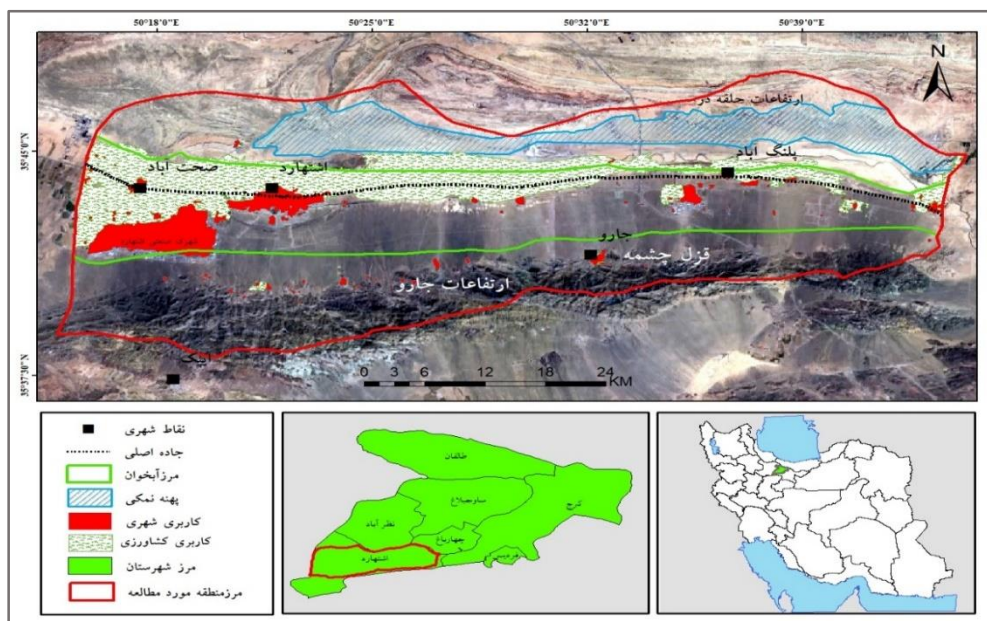 50°18'0"E
50°25'0"E
50°32'0"E
50°39'0"E
N
ارتفاعات حلقه در
35°45'0"N
صحت آباد
اشتهارد
پلنگ آباد
جارو
قزل چشمه
ارتفاعات جارو
35°37'30"N
0 3 6 12 18 24
KM
نقاط شهری
جاده اصلی
مرزآبخوان
پهنه نمکی
کاربری شهری
کاربری کشاورزی
مرز شهرستان
مرزمنطقه مورد مطالعه
طالقان
ساوجبلاغ
کرج
نظر آباد
چهارباغ
فردیس
اشتهارد